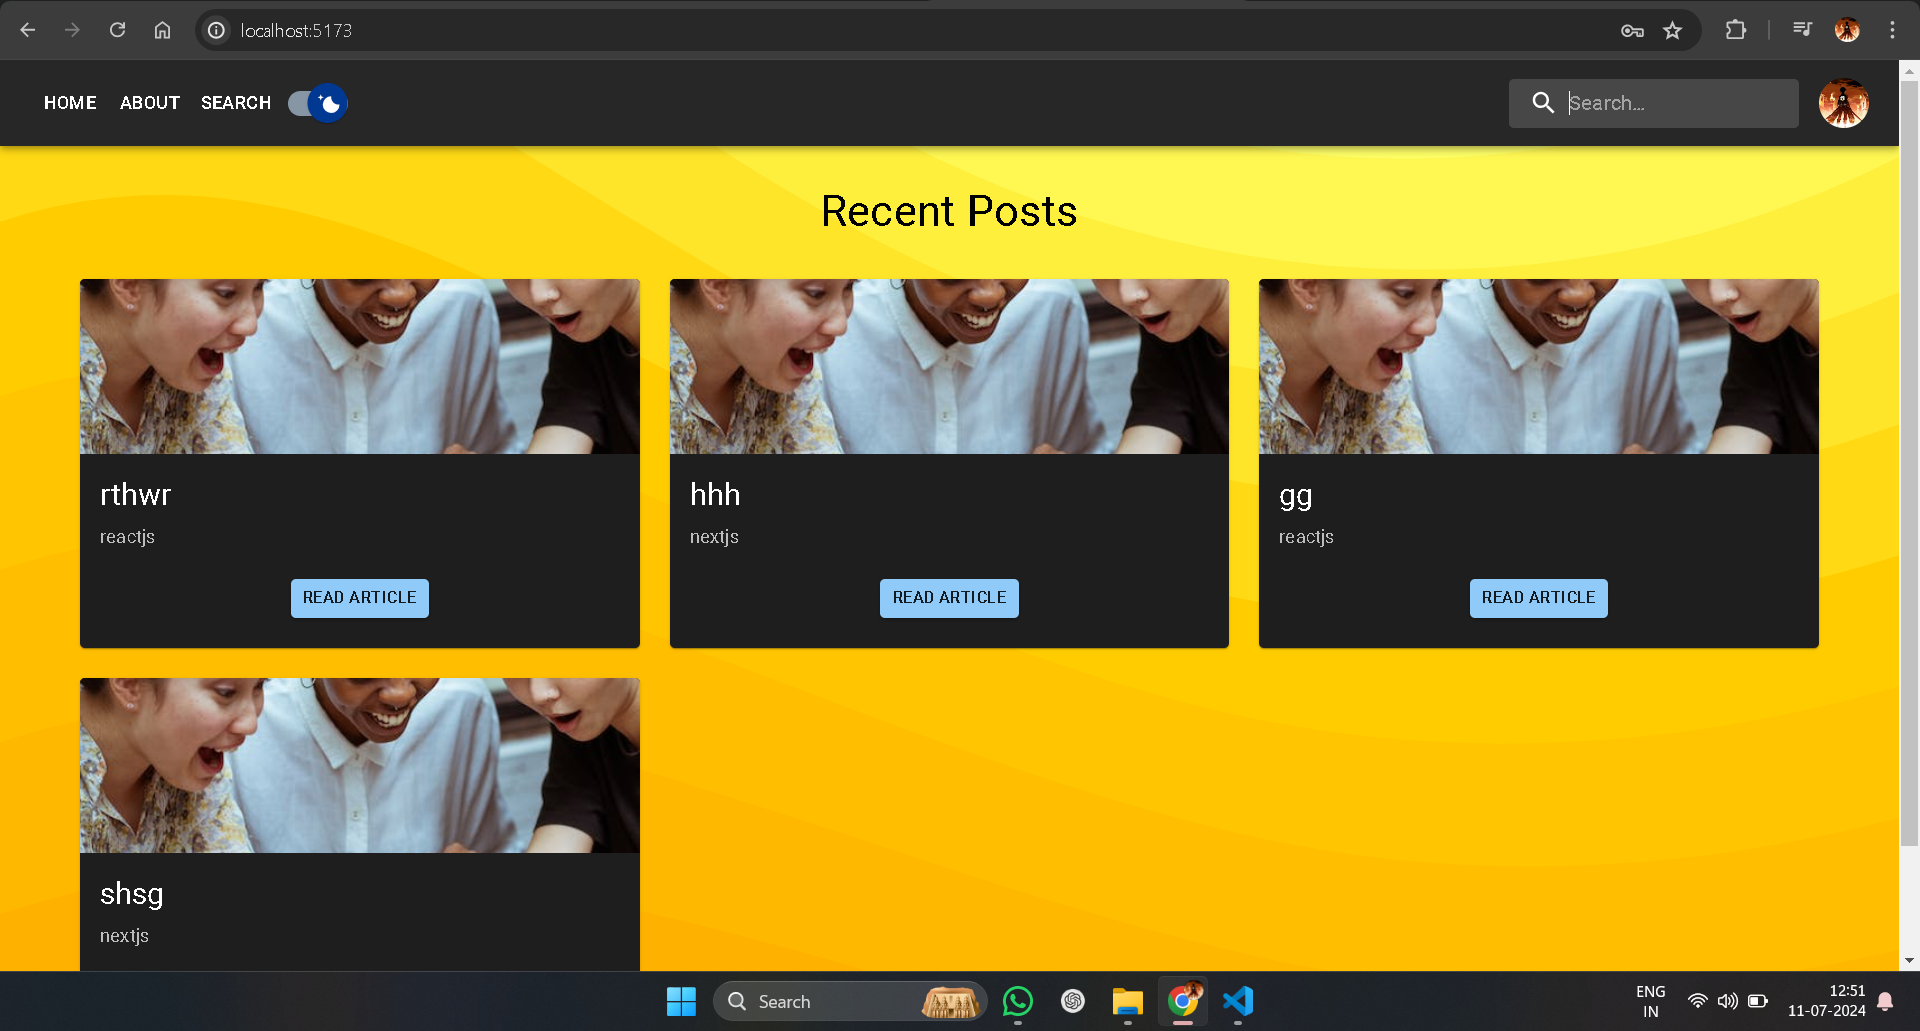 localhost:5173
HOME ABOUT SEARCH
Search...
Recent Posts
rthwr
reactjs
READ ARTICLE
hhh
nextjs
READ ARTICLE
gg
reactjs
READ ARTICLE
shsg
nextjs
Search
ENG
IN
12:51
11-07-2024